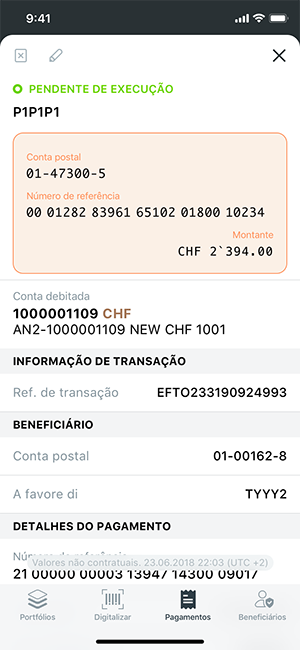 9:41
PENDENTE DE EXECUÇÃO
P1P1P1
Conta postal
01-47300-5
Número de referência
00 01282 83961 65102 01800 10234
Montante
CHF 2`394.00
Conta debitada
1000001109 CHF
AN2-1000001109 NEW CHF 1001
INFORMAÇÃO DE TRANSAÇÃO
Ref. de transação EFTO233190924993
BENEFICIÁRIO
Conta postal 01-00162-8
A favore di TYYY2
DETALHES DO PAGAMENTO
Número de referência
Valores não contratuais. 23.06.2018 22:03 (UTC +2)
21 00000 00003 13947 14300 09017
Portfólios Digitalizar Pagamentos Beneficiários